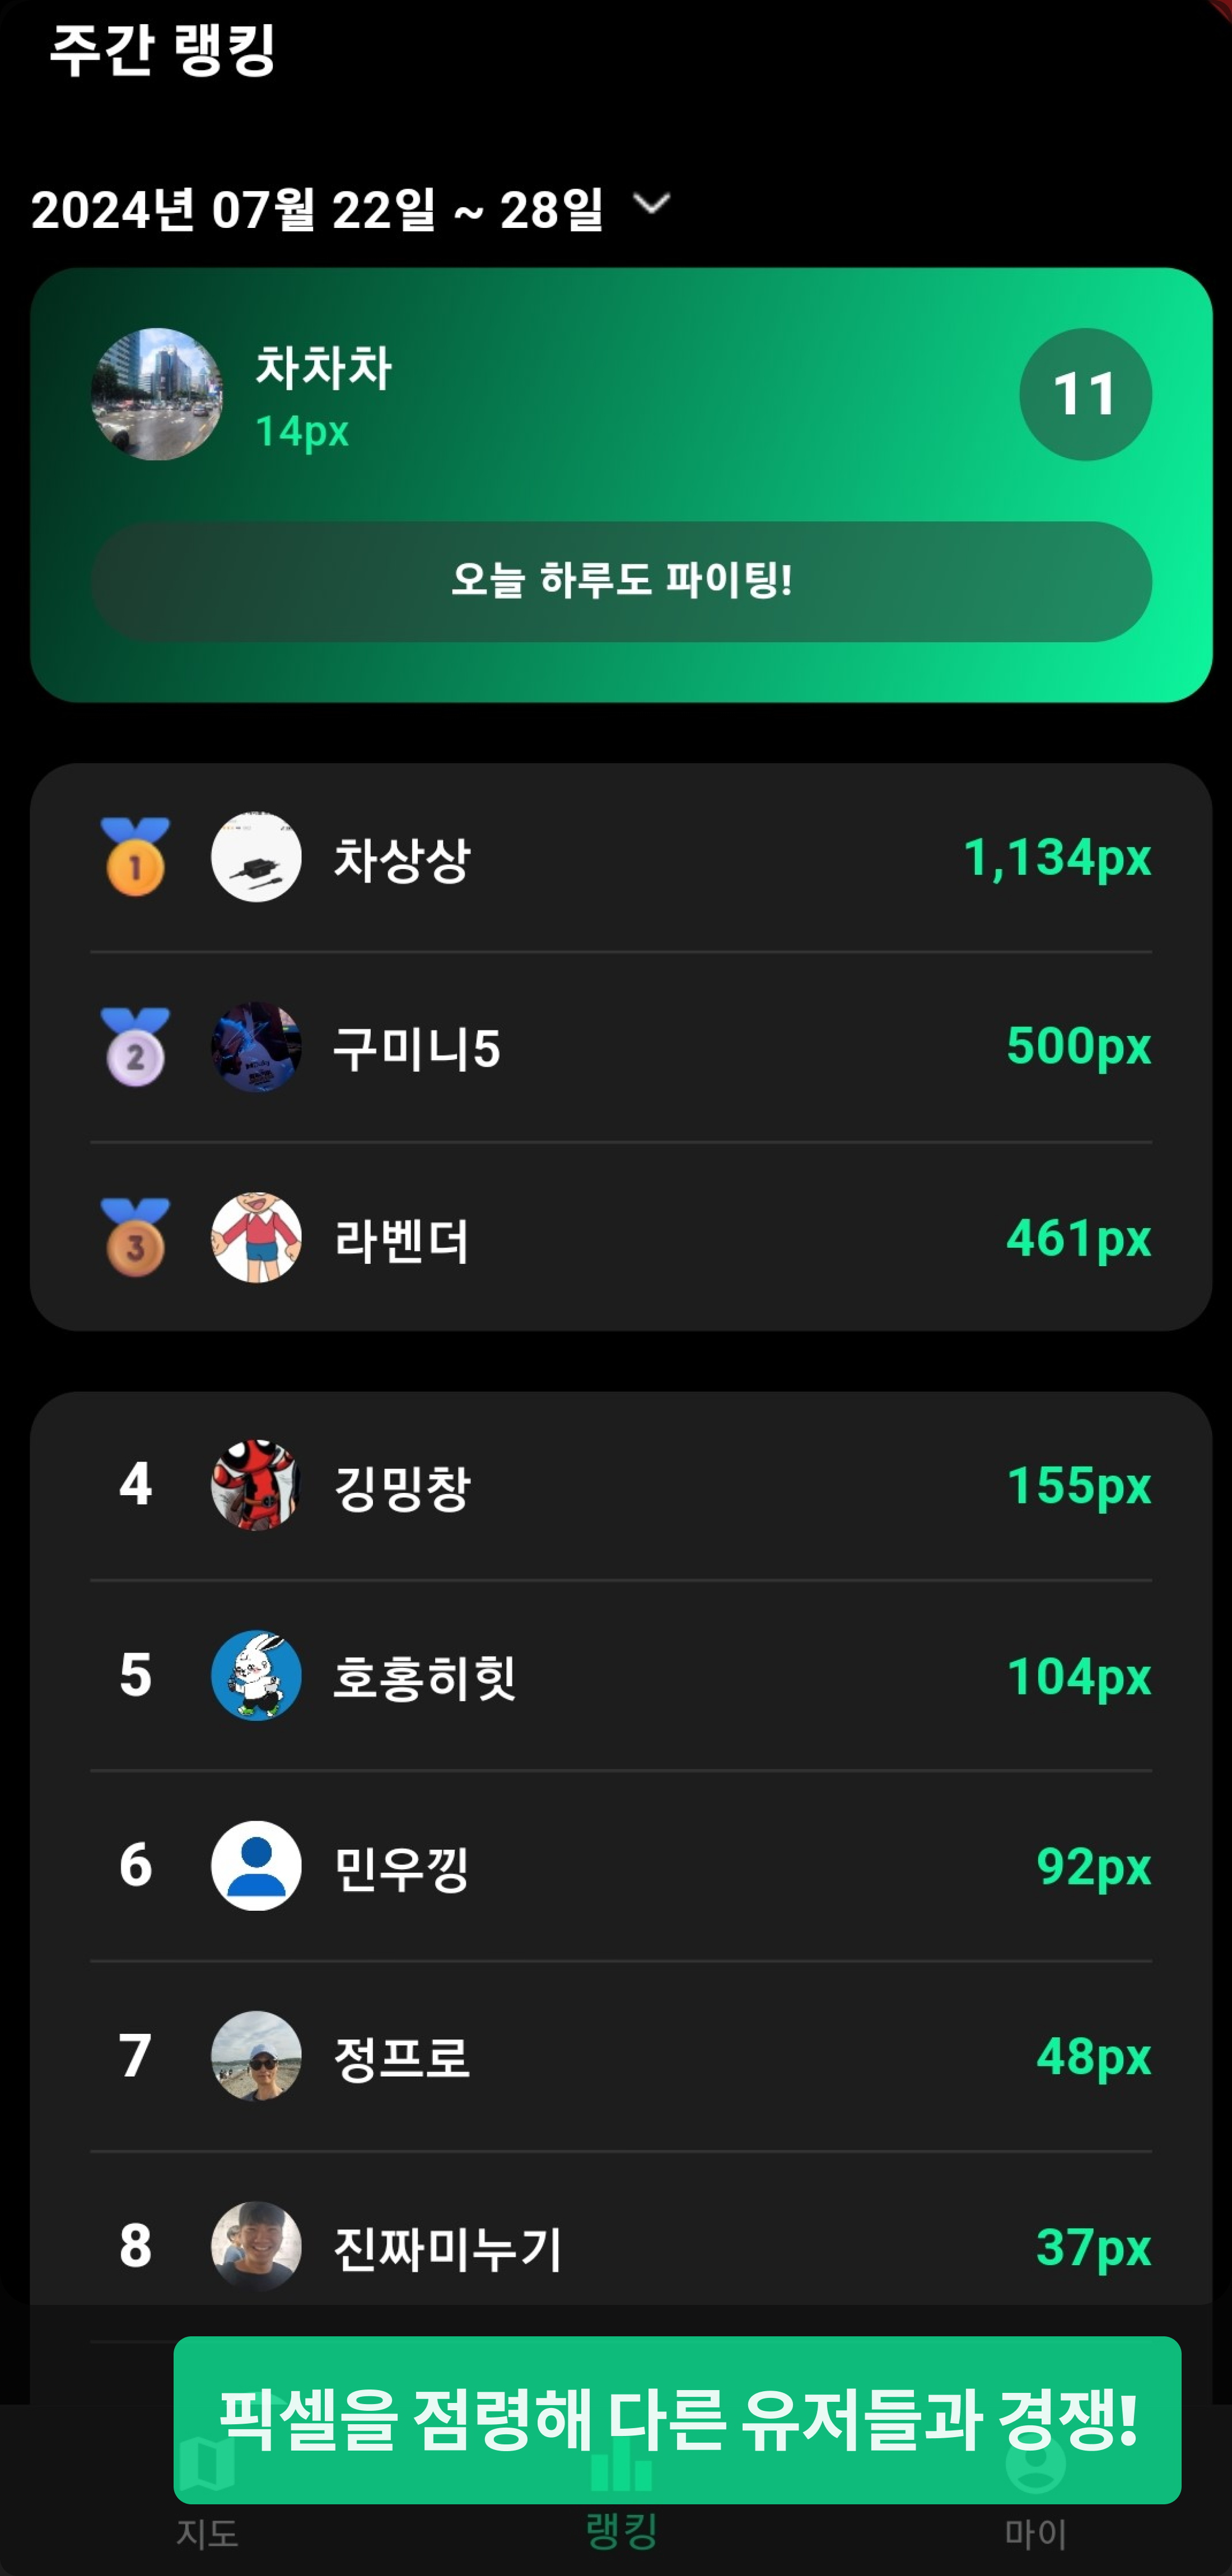 주간 랭킹
2024년 07월 22일 ~ 28일
차차차
14px
11
오늘 하루도 파이팅!
1
차상상
1,134px
2
구미니5
500px
3
라벤더
461px
4
깅밍창
155px
5
호홍히힛
104px
6
민우낑
92px
7
정프로
48px
8
진짜미누기
37px
픽셀을 점령해 다른 유저들과 경쟁!
지도
랭킹
마이